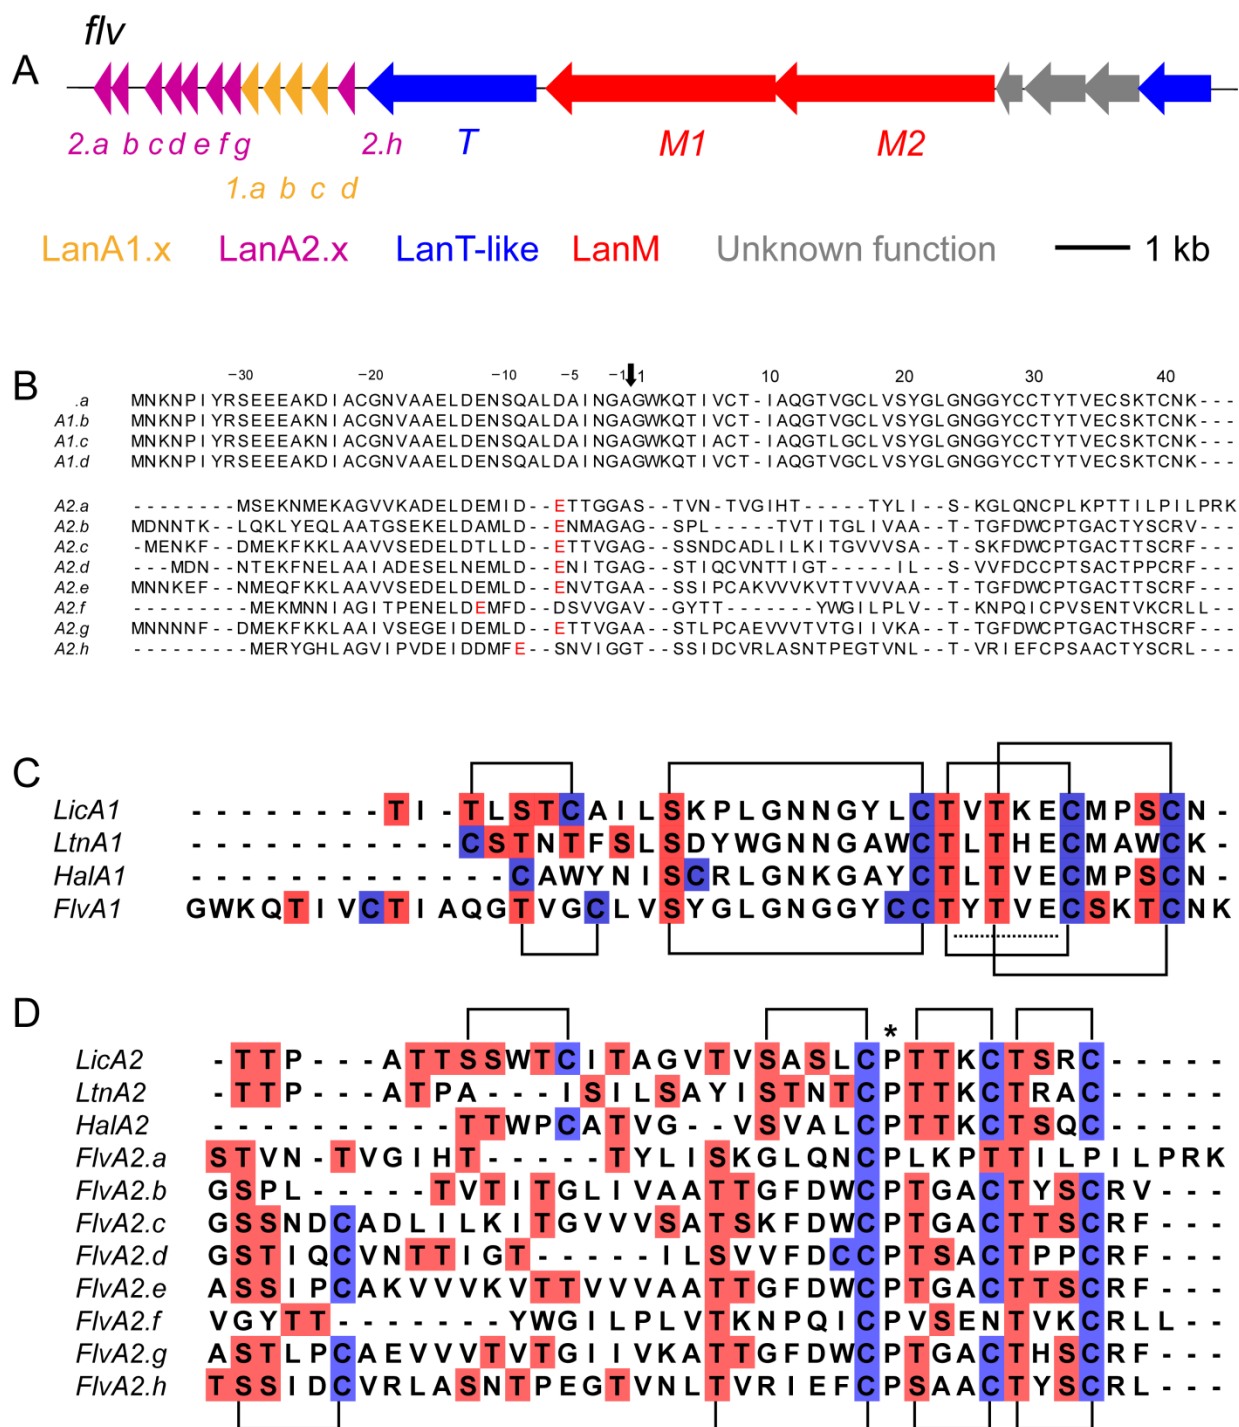 flv
A
2.a b c d e f g 2.h T M1 M2
1.a b c d
LanA1.x LanA2.x LanT-like LanM Unknown function 1 kb
B
−30 −20 −10 −5 −1 1 10 20 30 40
.a MNKNPIYRSEEEAKDIACGNVAAELDENSQALDAINGAGWKQTIVCT-IAQGTVGCLVSYGLGNGGYCCTYTVECSKTCNK---
A1.b MNKNPIYRSEEEAKNIACGNVAAELDENSQALDAINGAGWKQTIVCT-IAQGTVGCLVSYGLGNGGYCCTYTVECSKTCNK---
A1.c MNKNPIYRSEEEAKDIACGNVAAELDENSQALDAINGAGWKQTIACT-IAQGTLGCLVSYGLGNGGYCCTYTVECSKTCNK---
A1.d MNKNPIYRSEEEAKDIACGNVAAELDENSQALDAINGAGWKQTIVCT-IAQGTVGCLVSYGLGNGGYCCTYTVECSKTCNK---
A2.a --------MSEKNMEKAGVVKADELDEMID--ETTGGAS--TVN-TVGIHT-----TYLI--S-KGLQNCPLKPTTILPILPRK
A2.b MDNNTK--LQKLYEQLAATGSEKELDAMLD--ENMAGAG--SPL-----TVTITGLIVAA--T-TGFDWCPTGACTYSCRV---
A2.c -MENKF--DMEKFKKLAAVVSEDELDTLLD--ETTVGAG--SSNDCADLILKITGVVVSA--T-SKFDWCPTGACTTSCRF---
A2.d ---MDN--NTEKFNELAAIADESELNEMLD--ENITGAG--STIQCVNTTIGT-----IL--S-VVFDCCPTSACTPPCRF---
A2.e MNNKEF--NMEQFKKLAAVVSEDELDEMLD--ENVTGAA--SSIPCAKVVVKVTTVVVAA--T-TGFDWCPTGACTTSCRF---
A2.f ---------MEKMNNIAGITPENELDEMFD--DSVVGAV--GYTT-------YWGILPLV--T-KNPQICPVSENTVKCRLL--
A2.g MNNNNF--DMEKFKKLAAIVSEGEIDEMLD--ETTVGAA--STLPCAEVVVTVTGIIVKA--T-TGFDWCPTGACTHSCRF---
A2.h ---------MERYGHLAGVIPVDEIDDMFE--SNVIGGT--SSIDCVRLASNTPEGTVNL--T-VRIEFCPSAACTYSCRL---
C
LicA1 --------TI-TLSTCAILSKPLGNNGYLCTVTKECMPSCN-
LtnA1 -----------CSTNTFSLSDYWGNNGAWCTLTHECMAWCK-
HalA1 -------------CAWYNISCRLGNKGAYCTLTVECMPSCN-
FlvA1 GWKQTIVCTIAQGTVGCLVSYGLGNGGYCCTYTVECSKTCNK
D
*
LicA2 -TTP---ATTSSWTCITAGVTVSASLCPTTKCTSRC-----
LtnA2 -TTP---ATPA---ISILSAYISTNTCPTTKCTRAC-----
HalA2 ----------TTWPCATVG--VSVALCPTTKCTSQC-----
FlvA2.a STVN-TVGIHT-----TYLISKGLQNCPLKPTTILPILPRK
FlvA2.b GSPL-----TVTITGLIVAATTGFDWCPTGACTYSCRV---
FlvA2.c GSSNDCADLILKITGVVVSATSKFDWCPTGACTTSCRF---
FlvA2.d GSTIQCVNTTIGT-----ILSVVFDCCPTSACTPPCRF---
FlvA2.e ASSIPCAKVVVKVTTVVVAATTGFDWCPTGACTTSCRF---
FlvA2.f VGYTT-------YWGILPLVTKNPQICPVSENTVKCRLL--
FlvA2.g ASTLPCAEVVVTVTGIIVKATTGFDWCPTGACTHSCRF---
FlvA2.h TSSIDCVRLASNTPEGTVNLTVRIEFCPSAACTYSCRL---